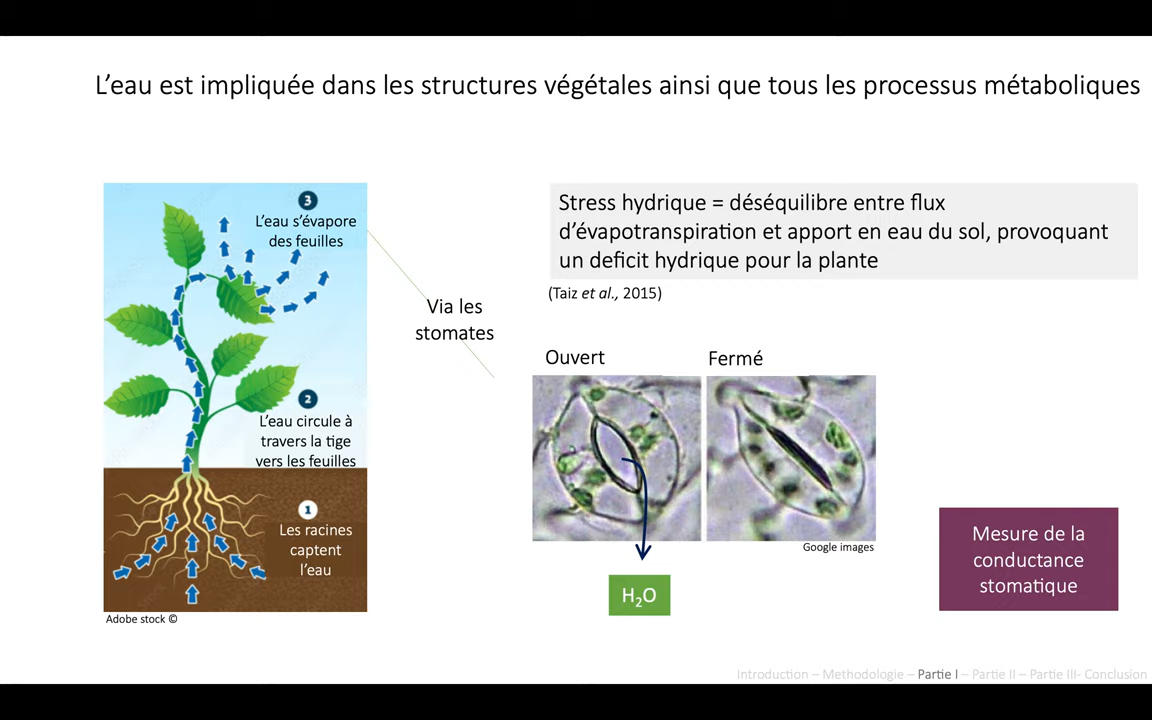 L'eau est impliquée dans les structures végétales ainsi que tous les processus métaboliques
3
L'eau s'évapore
des feuilles
2
L'eau circule à
travers la tige
vers les feuilles
1
Les racines
captent
l'eau
Adobe stock ©
Via les
stomates
Stress hydrique = déséquilibre entre flux
d'évapotranspiration et apport en eau du sol, provoquant
un deficit hydrique pour la plante
(Taiz et al., 2015)
Ouvert
Fermé
Google images
H₂O
Mesure de la
conductance
stomatique
Introduction – Methodologie – Partie I – Partie II – Partie III- Conclusion